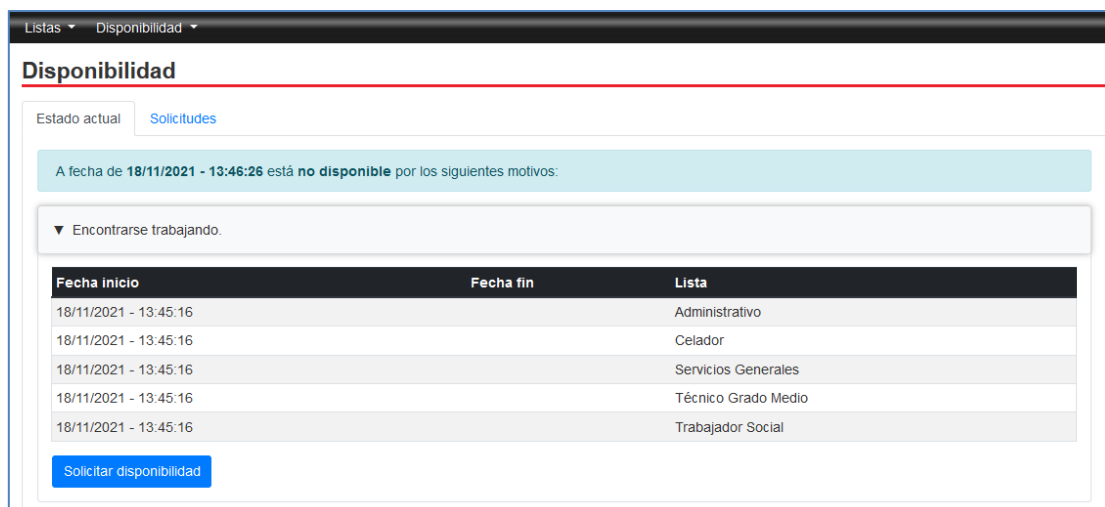 Listas Disponibilidad
Disponibilidad
Estado actual Solicitudes
A fecha de 18/11/2021 - 13:46:26 está no disponible por los siguientes motivos:
▼ Encontrarse trabajando.
Fecha inicio Fecha fin Lista
18/11/2021 - 13:45:16 Administrativo
18/11/2021 - 13:45:16 Celador
18/11/2021 - 13:45:16 Servicios Generales
18/11/2021 - 13:45:16 Técnico Grado Medio
18/11/2021 - 13:45:16 Trabajador Social
Solicitar disponibilidad